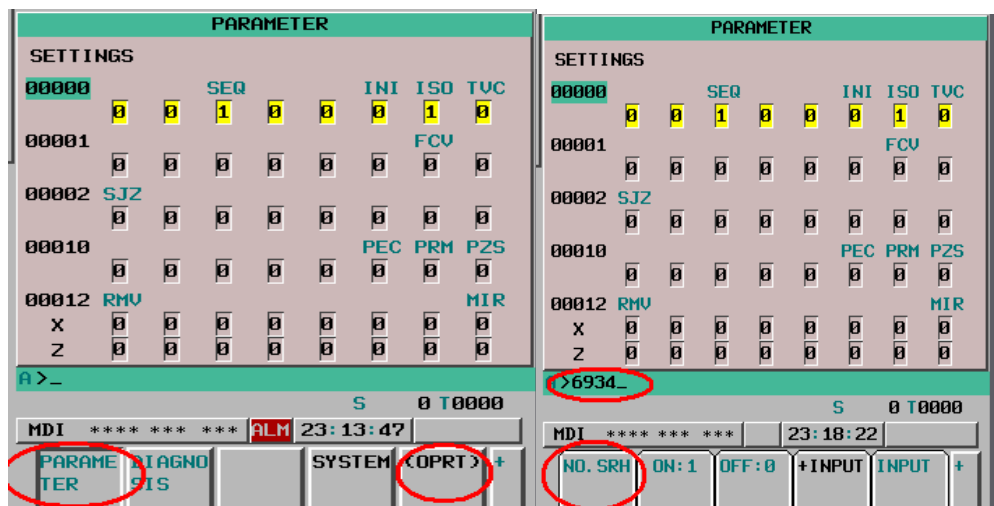 PARAMETER
SETTINGS
00000 SEQ INI ISO TVC
0 0 1 0 0 0 1 0
00001 FCV
0 0 0 0 0 0 0 0
00002 SJZ
0 0 0 0 0 0 0 0
00010 PEC PRM PZS
0 0 0 0 0 0 0 0
00012 RMV MIR
X 0 0 0 0 0 0 0 0
Z 0 0 0 0 0 0 0 0
A >_
S 0 T0000
MDI **** *** *** ALM 23:13:47
PARAME DIAGNO SYSTEM (OPRT) +
TER SIS
PARAMETER
SETTINGS
00000 SEQ INI ISO TVC
0 0 1 0 0 0 1 0
00001 FCV
0 0 0 0 0 0 0 0
00002 SJZ
0 0 0 0 0 0 0 0
00010 PEC PRM PZS
0 0 0 0 0 0 0 0
00012 RMV MIR
X 0 0 0 0 0 0 0 0
Z 0 0 0 0 0 0 0 0
A >6934_
S 0 T0000
MDI **** *** *** 23:18:22
NO.SRH ON:1 OFF:0 +INPUT INPUT +